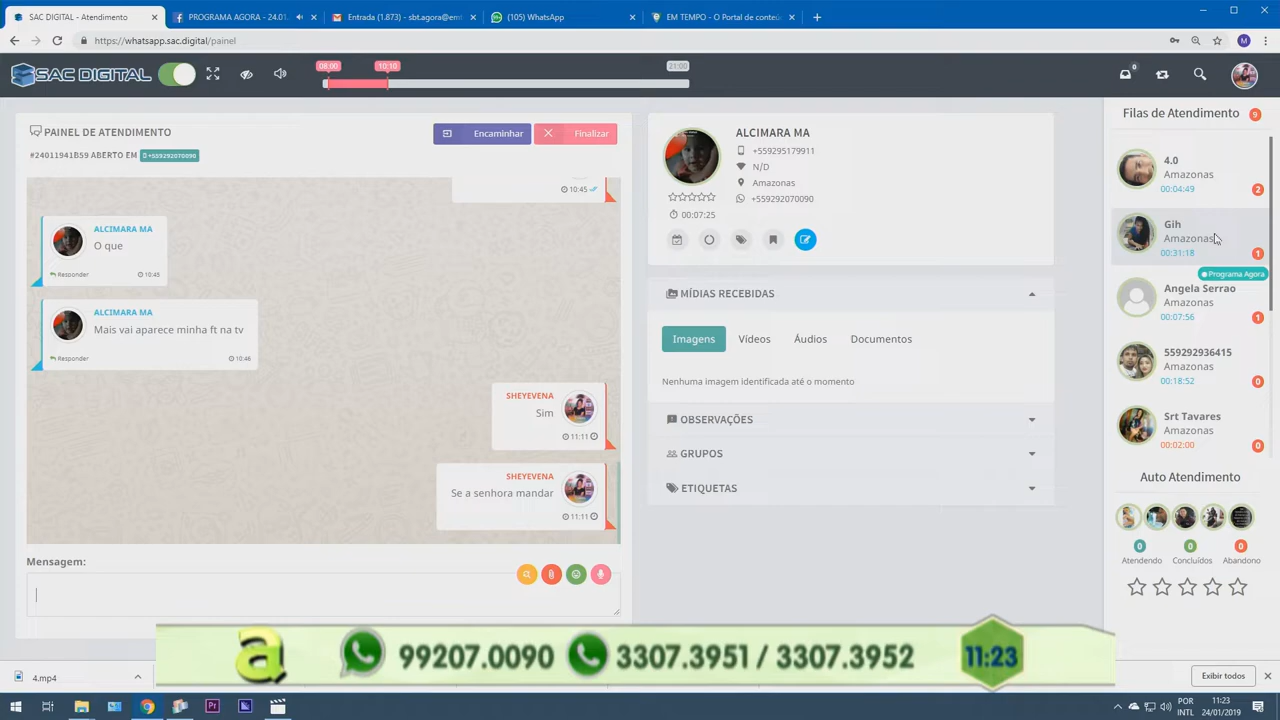 SAC DIGITAL - Atendimento
PROGRAMA AGORA - 24.01.
Entrada (1.873) - sbt.agora@emt
(105) WhatsApp
EM TEMPO - O Portal de conteú
https://whatsapp.sac.digital/painel
M
SAC DIGITAL
08:00
10:10
21:00
0
Filas de Atendimento 9
PAINEL DE ATENDIMENTO
Encaminhar
Finalizar
#24011941B59 ABERTO EM +559292070090
10:45
ALCIMARA MA
O que
Responder
10:45
ALCIMARA MA
Mais vai aparece minha ft na tv
Responder
10:46
SHEYEVENA
Sim
11:11
SHEYEVENA
Se a senhora mandar
11:11
Mensagem:
ALCIMARA MA
+559295179911
N/D
Amazonas
+559292070090
00:07:25
MÍDIAS RECEBIDAS
Imagens
Vídeos
Áudios
Documentos
Nenhuma imagem identificada até o momento
OBSERVAÇÕES
GRUPOS
ETIQUETAS
4.0
Amazonas
00:04:49
2
Gih
Amazonas
00:31:18
1
Programa Agora
Angela Serrao
Amazonas
00:07:56
1
559292936415
Amazonas
00:18:52
0
Srt Tavares
Amazonas
00:02:00
0
Auto Atendimento
0 0 0
Atendendo Concluídos Abandono
a 99207.0090 3307.3951 / 3307.3952 11:23
4.mp4
Exibir todos
POR
INTL
11:23
24/01/2019